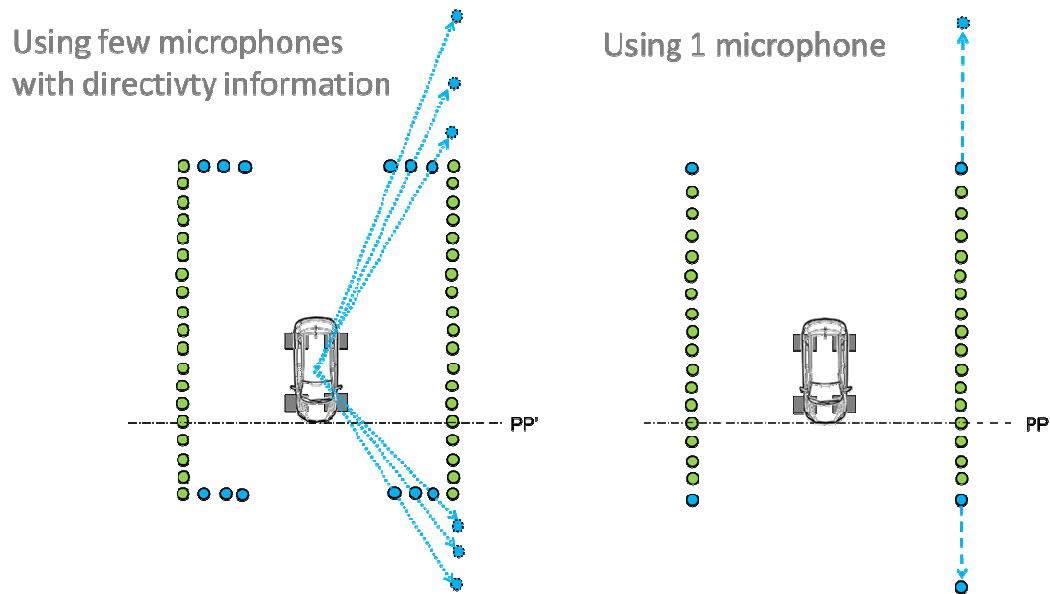 Using few microphones
with directivty information
Using 1 microphone
PP'
PP